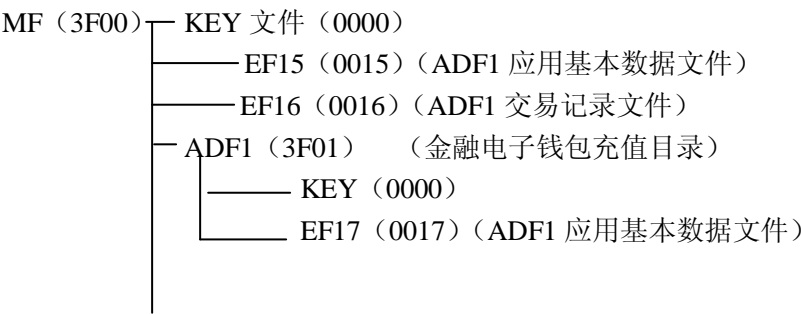 MF（3F00） KEY 文件（0000）
EF15（0015）（ADF1 应用基本数据文件）
EF16（0016）（ADF1 交易记录文件）
ADF1（3F01） （金融电子钱包充值目录）
KEY（0000）
EF17（0017）（ADF1 应用基本数据文件）